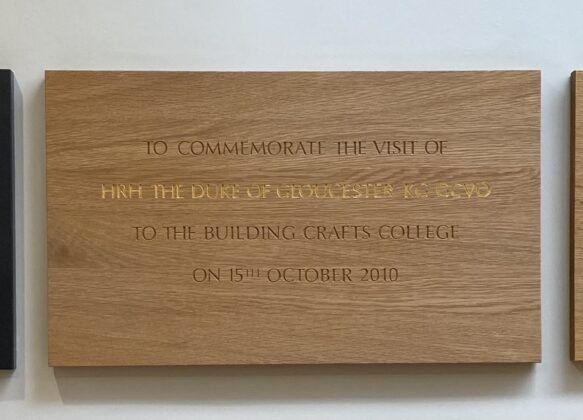 TO COMMEMORATE THE VISIT OF
HRH THE DUKE OF GLOUCESTER KG GCVO
TO THE BUILDING CRAFTS COLLEGE
ON 15TH OCTOBER 2010